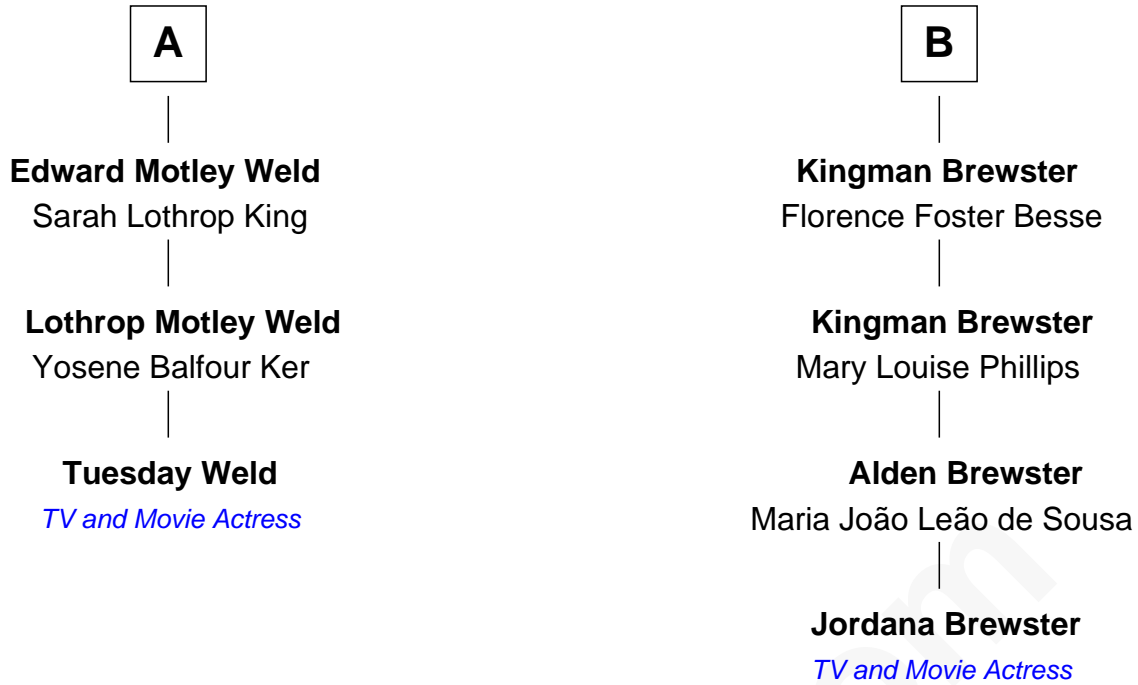 A
Edward Motley Weld
Sarah Lothrop King
Lothrop Motley Weld
Yosene Balfour Ker
Tuesday Weld
TV and Movie Actress
B
Kingman Brewster
Florence Foster Besse
Kingman Brewster
Mary Louise Phillips
Alden Brewster
Maria João Leão de Sousa
Jordana Brewster
TV and Movie Actress